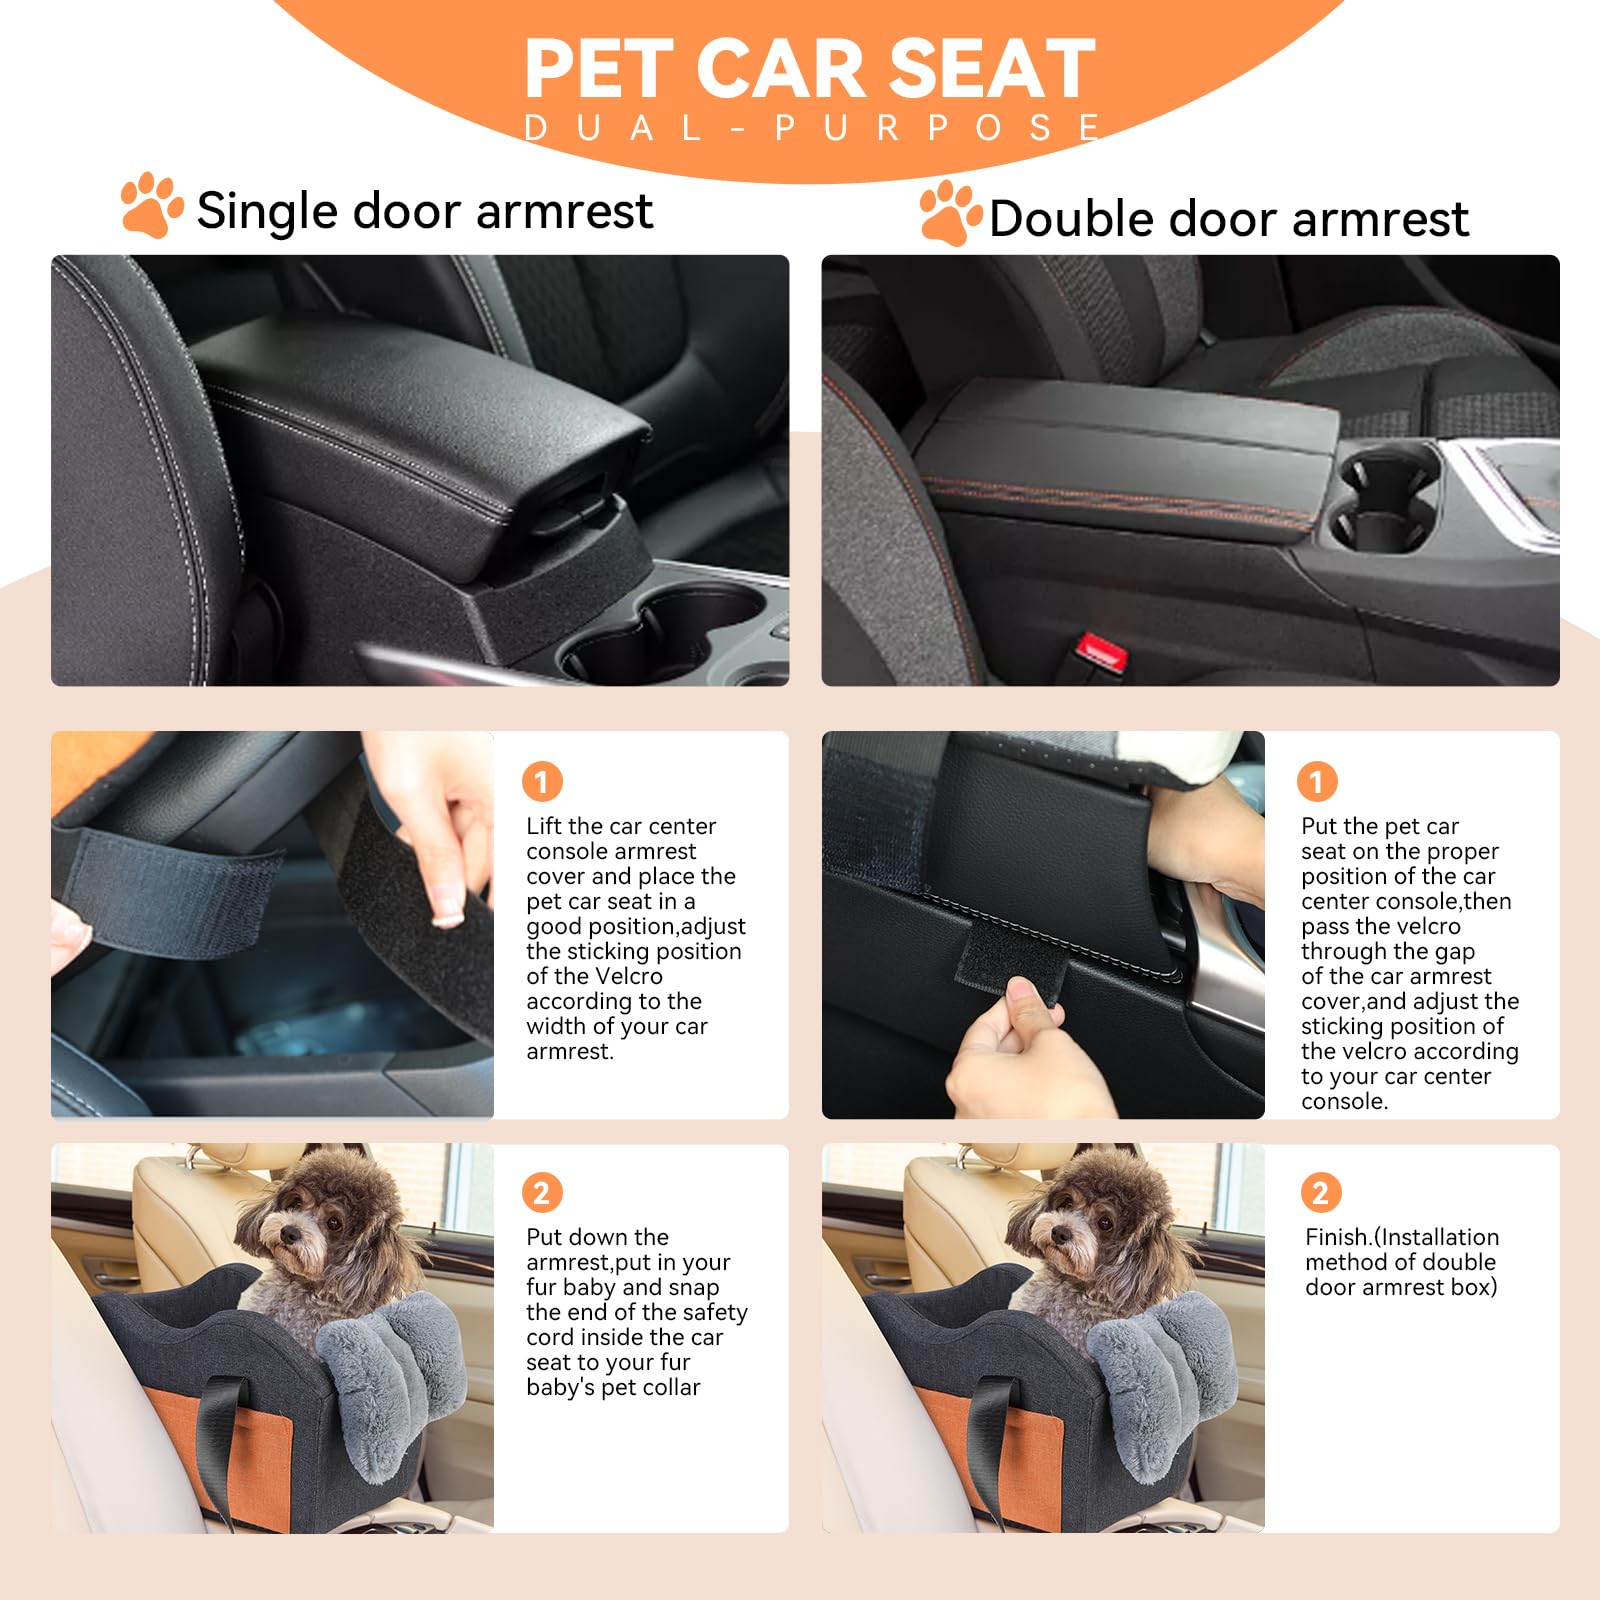 PET CAR SEAT
DUAL-PURPOSE
Single door armrest
Double door armrest
1
Lift the car center
console armrest
cover and place the
pet car seat in a
good position,adjust
the sticking position
of the Velcro
according to the
width of your car
armrest.
1
Put the pet car
seat on the proper
position of the car
center console,then
pass the velcro
through the gap
of the car armrest
cover,and adjust the
sticking position of
the velcro according
to your car center
console.
2
Put down the
armrest,put in your
fur baby and snap
the end of the safety
cord inside the car
seat to your fur
baby's pet collar
2
Finish.(Installation
method of double
door armrest box)